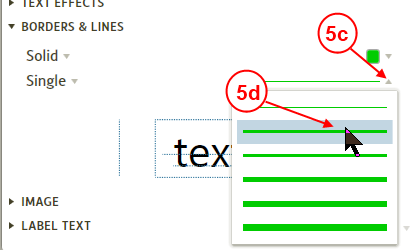 TEXT EFFECTS
BORDERS & LINES
5c
Solid
Single
5d
text
IMAGE
LABEL TEXT